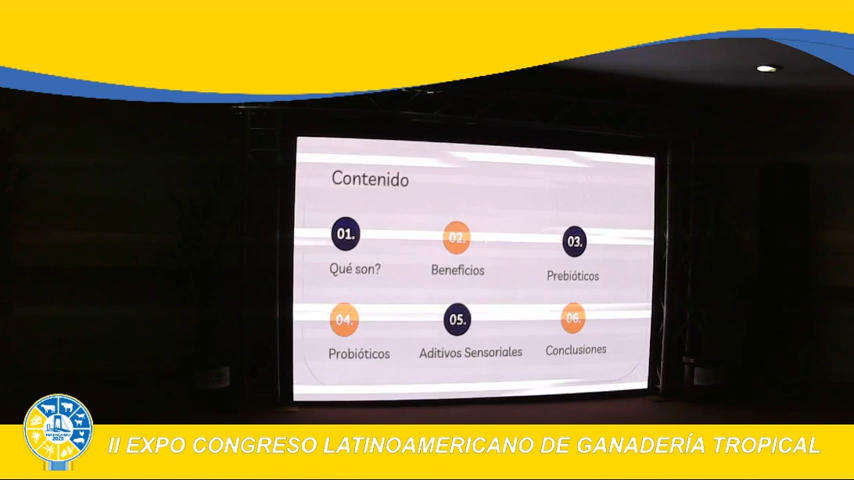 Contenido
01.
02.
03.
Qué son?
Beneficios
Prebióticos
04.
05.
06.
Probióticos
Aditivos Sensoriales
Conclusiones
II EXPO CONGRESO LATINOAMERICANO DE GANADERÍA TROPICAL